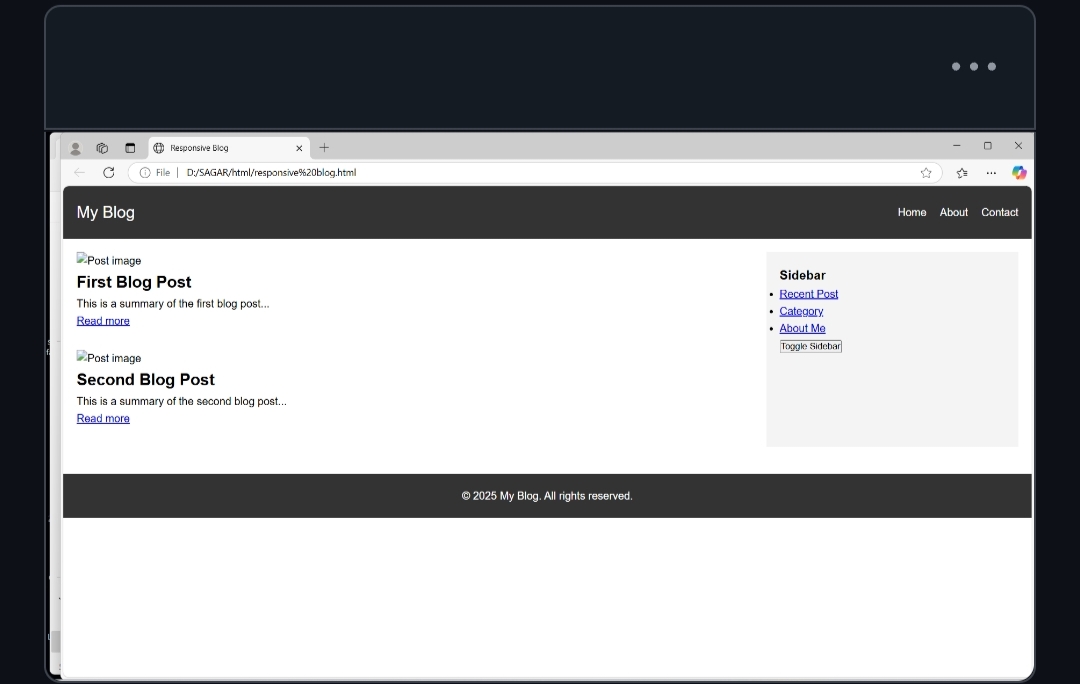 Responsive Blog
File
D:/SAGAR/html/responsive%20blog.html
My Blog
Home About Contact
Post image
First Blog Post
This is a summary of the first blog post...
Read more
Post image
Second Blog Post
This is a summary of the second blog post...
Read more
Sidebar
Recent Post
Category
About Me
Toggle Sidebar
© 2025 My Blog. All rights reserved.